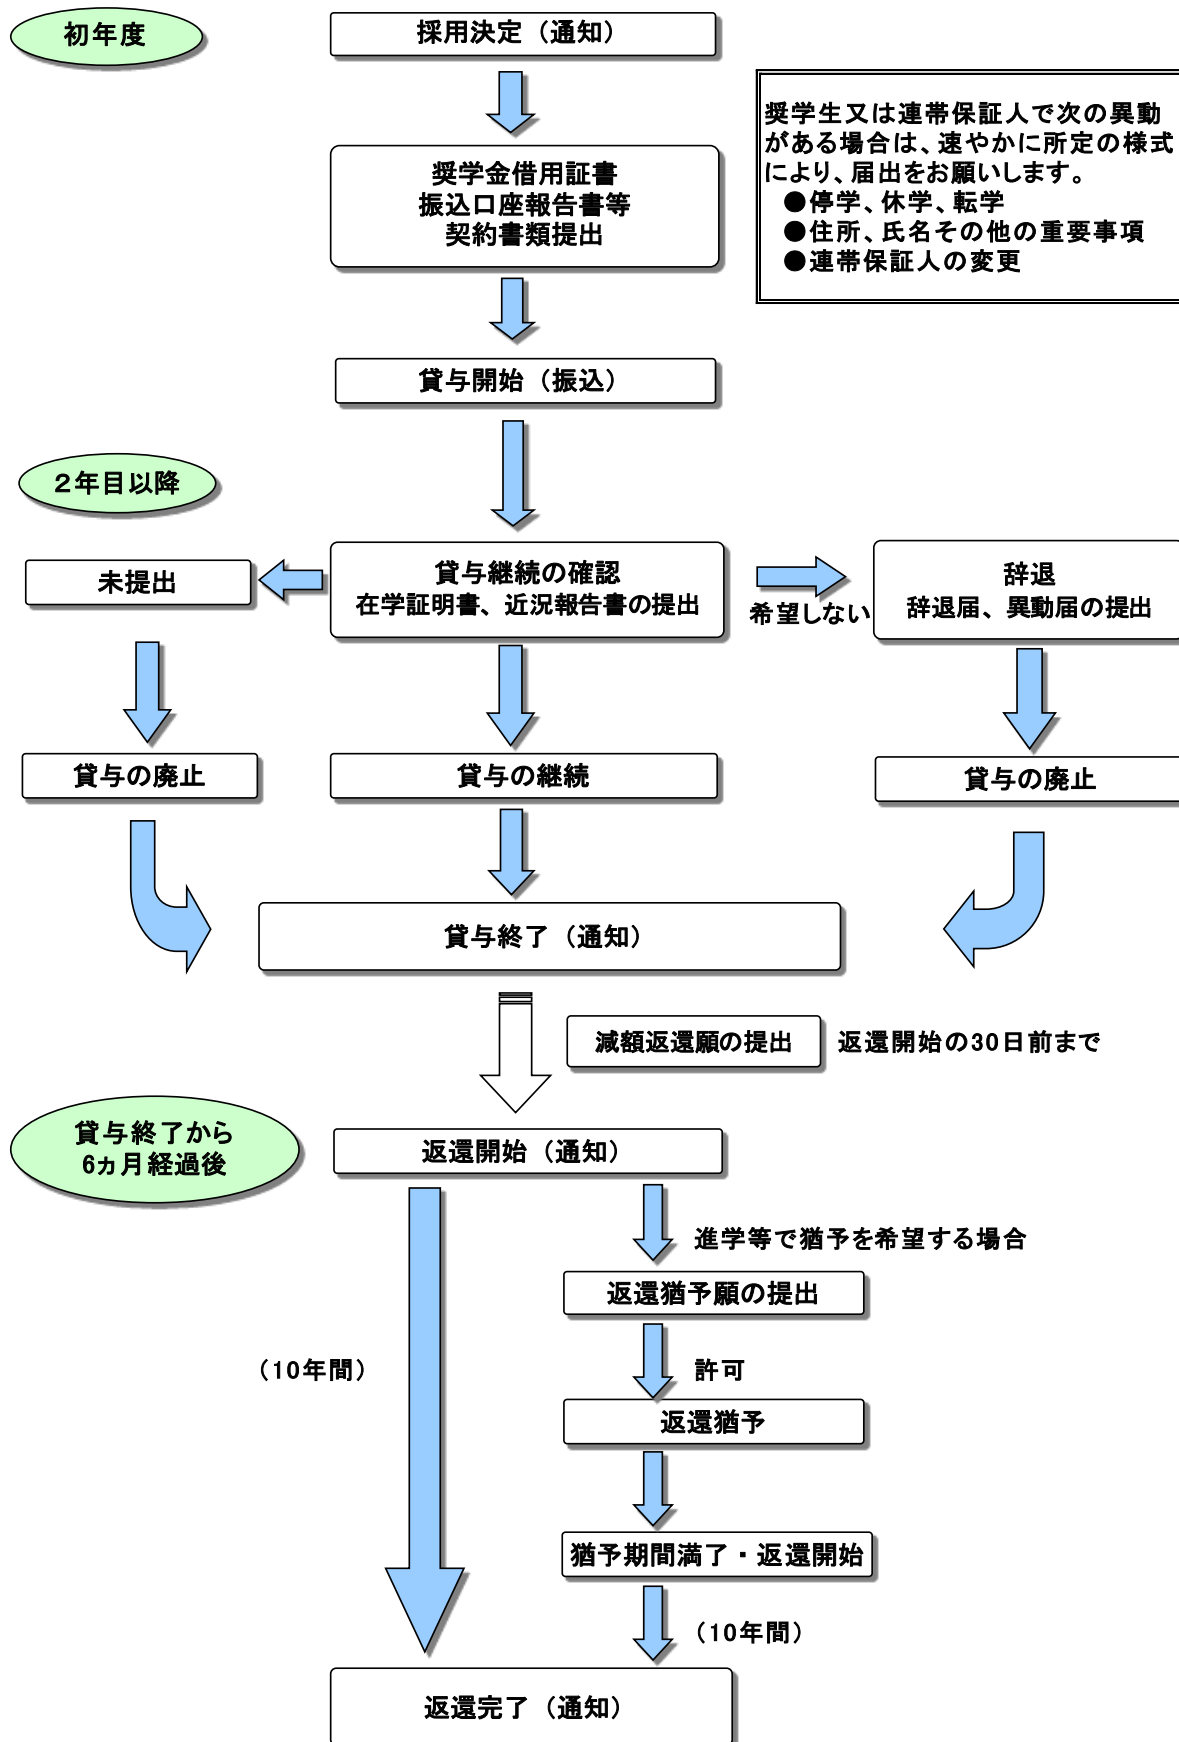 初年度
採用決定（通知）
奨学金借用証書
振込口座報告書等
契約書類提出
奨学生又は連帯保証人で次の異動
がある場合は、速やかに所定の様式
により、届出をお願いします。
●停学、休学、転学
●住所、氏名その他の重要事項
●連帯保証人の変更
貸与開始（振込）
２年目以降
未提出
貸与継続の確認
在学証明書、近況報告書の提出
希望しない
辞退
辞退届、異動届の提出
貸与の廃止
貸与の継続
貸与の廃止
貸与終了（通知）
減額返還願の提出
返還開始の30日前まで
貸与終了から
6ヵ月経過後
返還開始（通知）
進学等で猶予を希望する場合
返還猶予願の提出
（10年間）
許可
返還猶予
猶予期間満了・返還開始
（10年間）
返還完了（通知）